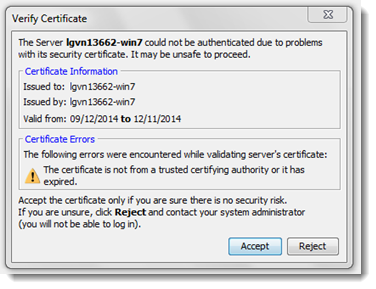 Verify Certificate
The Server lgvn13662-win7 could not be authenticated due to problems
with its security certificate. It may be unsafe to proceed.
Certificate Information
Issued to: lgvn13662-win7
Issued by: lgvn13662-win7
Valid from: 09/12/2014 to 12/11/2014
Certificate Errors
The following errors were encountered while validating server's certificate:
The certificate is not from a trusted certifying authority or it has
expired.
Accept the certificate only if you are sure there is no security risk.
If you are unsure, click Reject and contact your system administrator
(you will not be able to log in).
Accept Reject